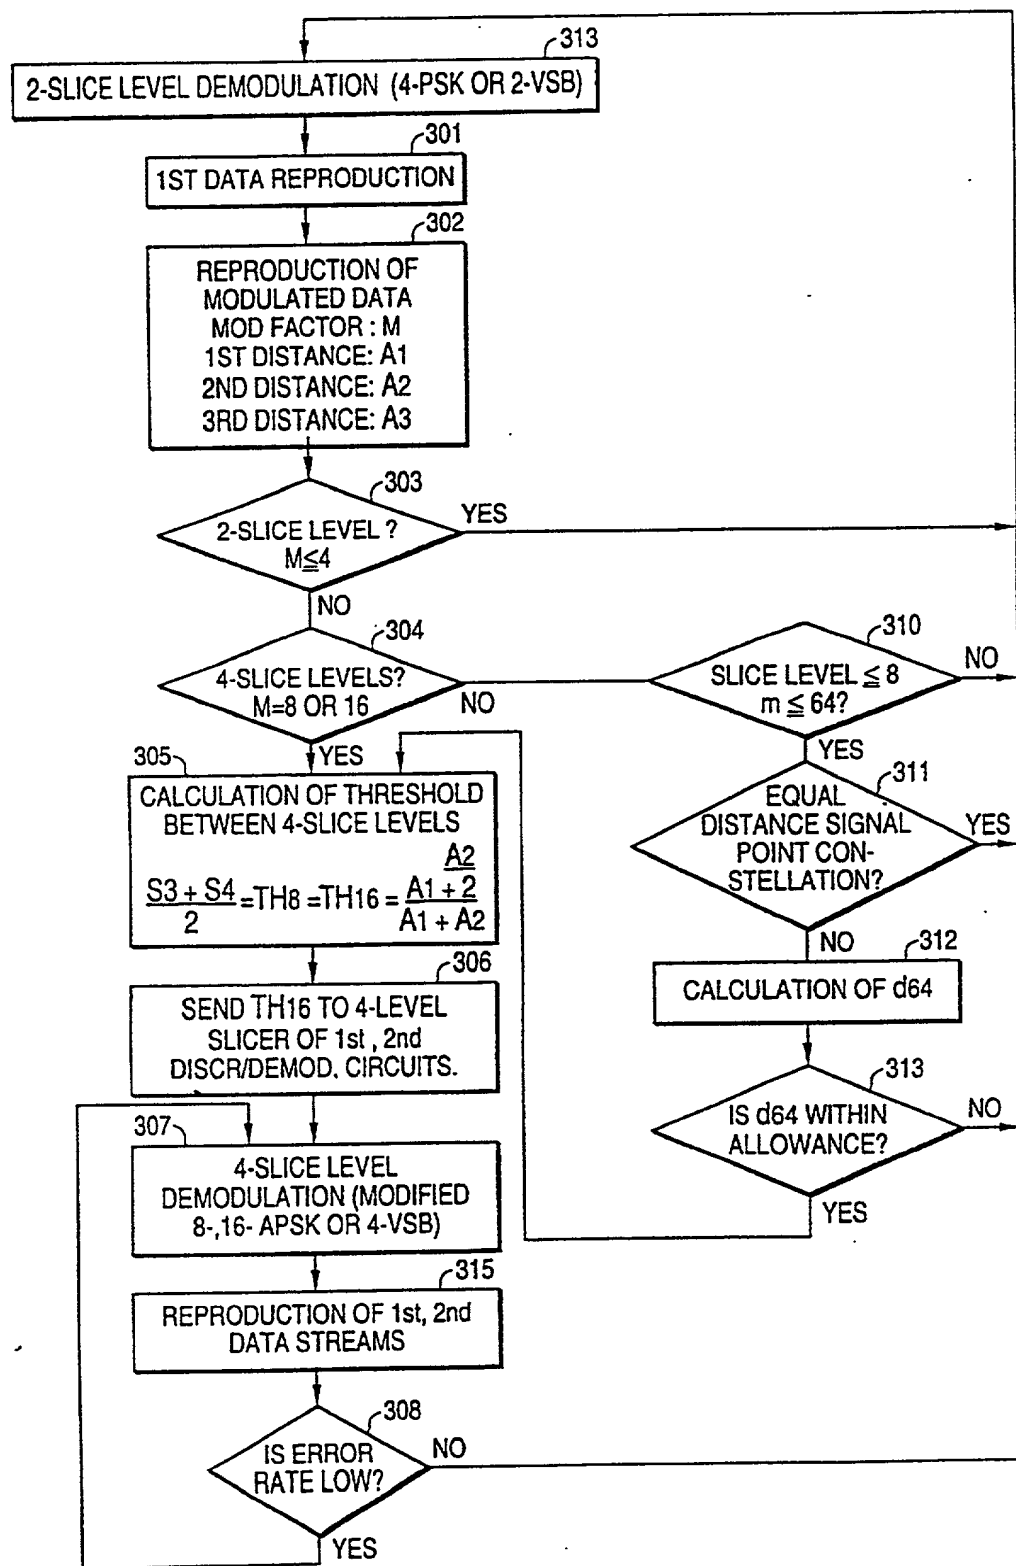 313
2-SLICE LEVEL DEMODULATION (4-PSK OR 2-VSB)
301
1ST DATA REPRODUCTION
302
REPRODUCTION OF
MODULATED DATA
MOD FACTOR : M
1ST DISTANCE: A1
2ND DISTANCE: A2
3RD DISTANCE: A3
303
2-SLICE LEVEL ?
M≦4
YES
NO
304
4-SLICE LEVELS?
M=8 OR 16
NO
YES
310
SLICE LEVEL ≦ 8
m ≦ 64?
NO
YES
311
EQUAL
DISTANCE SIGNAL
POINT CON-
STELLATION?
YES
NO
312
CALCULATION OF d64
313
IS d64 WITHIN
ALLOWANCE?
NO
YES
305
CALCULATION OF THRESHOLD
BETWEEN 4-SLICE LEVELS
A2
S3 + S4 A1 + 2
=TH8 =TH16 =
2 A1 + A2
306
SEND TH16 TO 4-LEVEL
SLICER OF 1st , 2nd
DISCR/DEMOD. CIRCUITS.
307
4-SLICE LEVEL
DEMODULATION (MODIFIED
8-,16- APSK OR 4-VSB)
315
REPRODUCTION OF 1st, 2nd
DATA STREAMS
308
IS ERROR
RATE LOW?
NO
YES